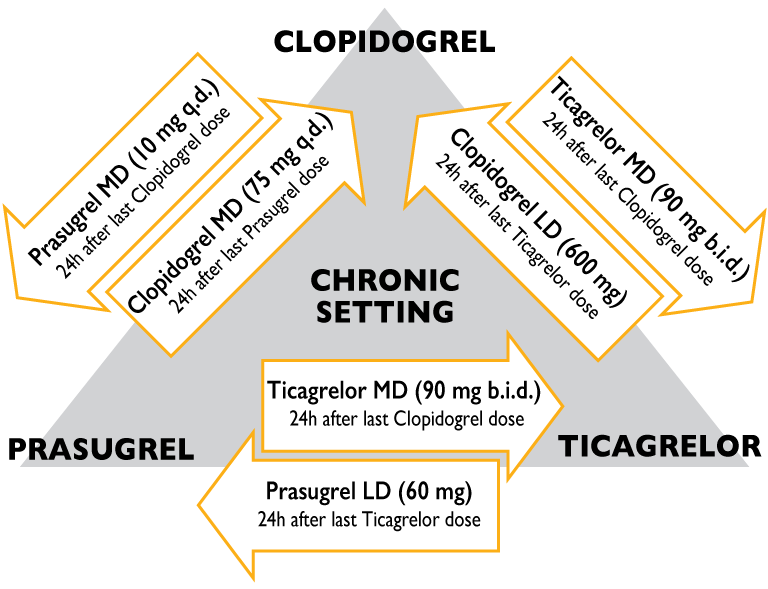 CLOPIDOGREL
Prasugrel MD (10 mg q.d.)
24h after last Clopidogrel dose
Clopidogrel MD (75 mg q.d.)
24h after last Prasugrel dose
Ticagrelor MD (90 mg b.i.d.)
24h after last Clopidogrel dose
Clopidogrel LD (600 mg)
24h after last Ticagrelor dose
CHRONIC
SETTING
Ticagrelor MD (90 mg b.i.d.)
24h after last Clopidogrel dose
PRASUGREL
TICAGRELOR
Prasugrel LD (60 mg)
24h after last Ticagrelor dose